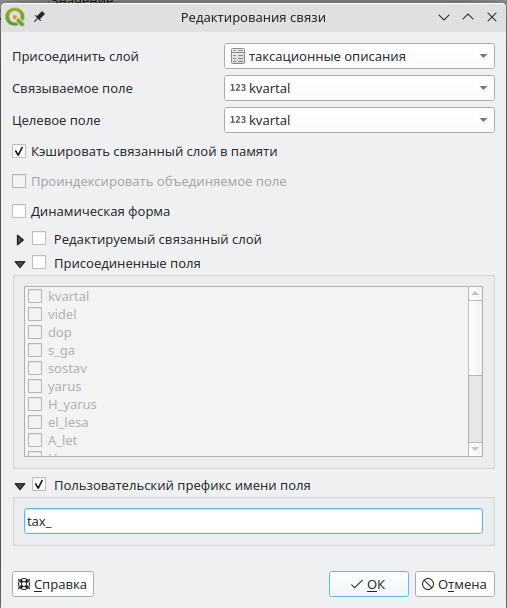 Редактирования связи
Присоединить слой таксационные описания
Связываемое поле 123 kvartal
Целевое поле 123 kvartal
Кэшировать связанный слой в памяти
Проиндексировать объединяемое поле
Динамическая форма
Редактируемый связанный слой
Присоединенные поля
kvartal
videl
dop
s_ga
sostav
yarus
H_yarus
el_lesa
A_let
Пользовательский префикс имени поля
tax_
Справка ОК Отмена